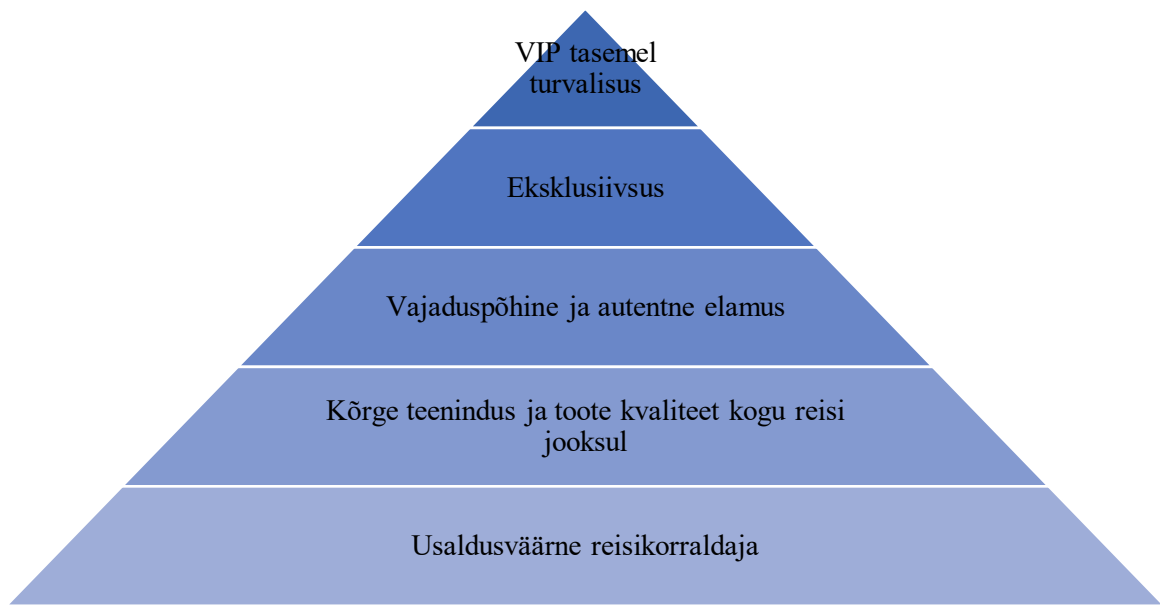 VIP tasemel
turvalisus
Eksklusiivsus
Vajaduspõhine ja autentne elamus
Kõrge teenindus ja toote kvaliteet kogu reisi
jooksul
Usaldusväärne reisikorraldaja